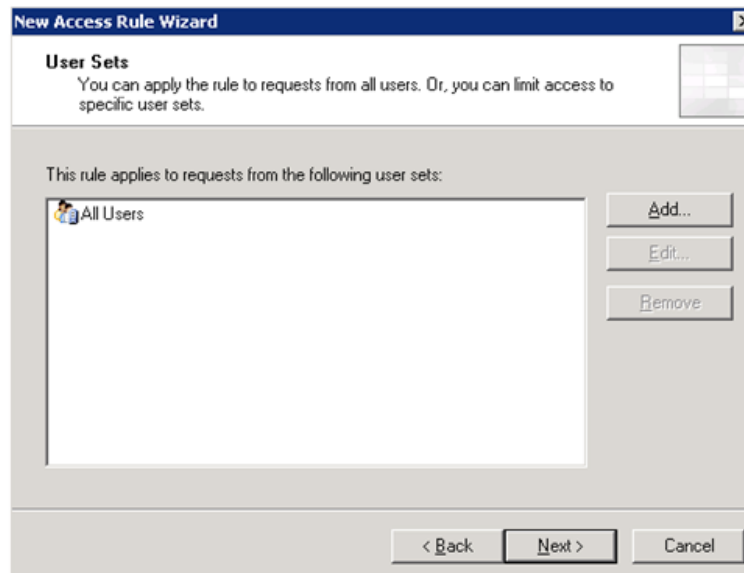 New Access Rule Wizard
User Sets
You can apply the rule to requests from all users. Or, you can limit access to
specific user sets.
This rule applies to requests from the following user sets:
All Users
Add...
Edit...
Remove
< Back
Next >
Cancel